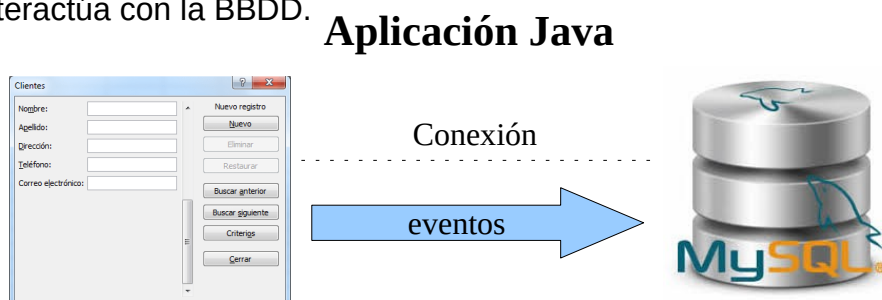 teractúa con la BBDD.
Aplicación Java
Clientes
Nombre:
Apellido:
Dirección:
Teléfono:
Correo electrónico:
Nuevo registro
Nuevo
Eliminar
Restaurar
Buscar anterior
Buscar siguiente
Criterios
Cerrar
Conexión
eventos
MySQL®